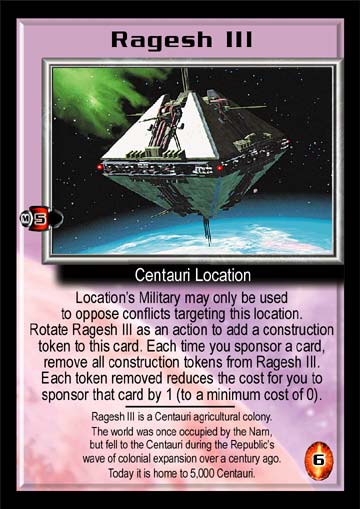 Ragesh III
M 5
Centauri Location
Location's Military may only be used
to oppose conflicts targeting this location.
Rotate Ragesh III as an action to add a construction
token to this card. Each time you sponsor a card,
remove all construction tokens from Ragesh III.
Each token removed reduces the cost for you to
sponsor that card by 1 (to a minimum cost of 0).
Ragesh III is a Centauri agricultural colony.
The world was once occupied by the Narn,
but fell to the Centauri during the Republic's
wave of colonial expansion over a century ago.
Today it is home to 5,000 Centauri.
6